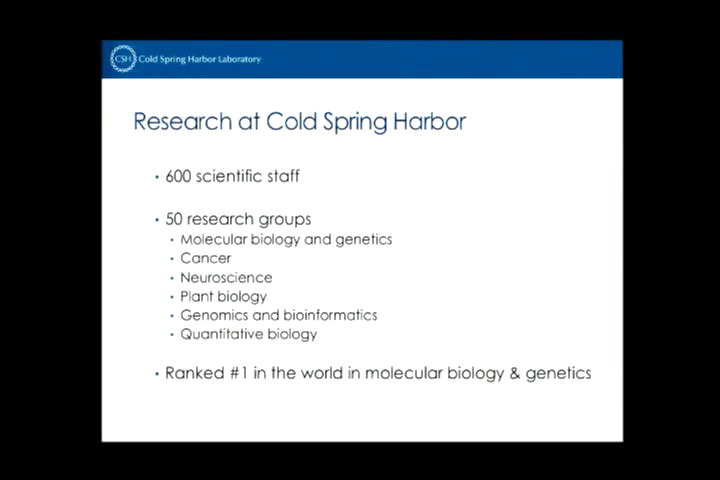 CSH Cold Spring Harbor Laboratory
Research at Cold Spring Harbor
• 600 scientific staff
• 50 research groups
• Molecular biology and genetics
• Cancer
• Neuroscience
• Plant biology
• Genomics and bioinformatics
• Quantitative biology
• Ranked #1 in the world in molecular biology & genetics